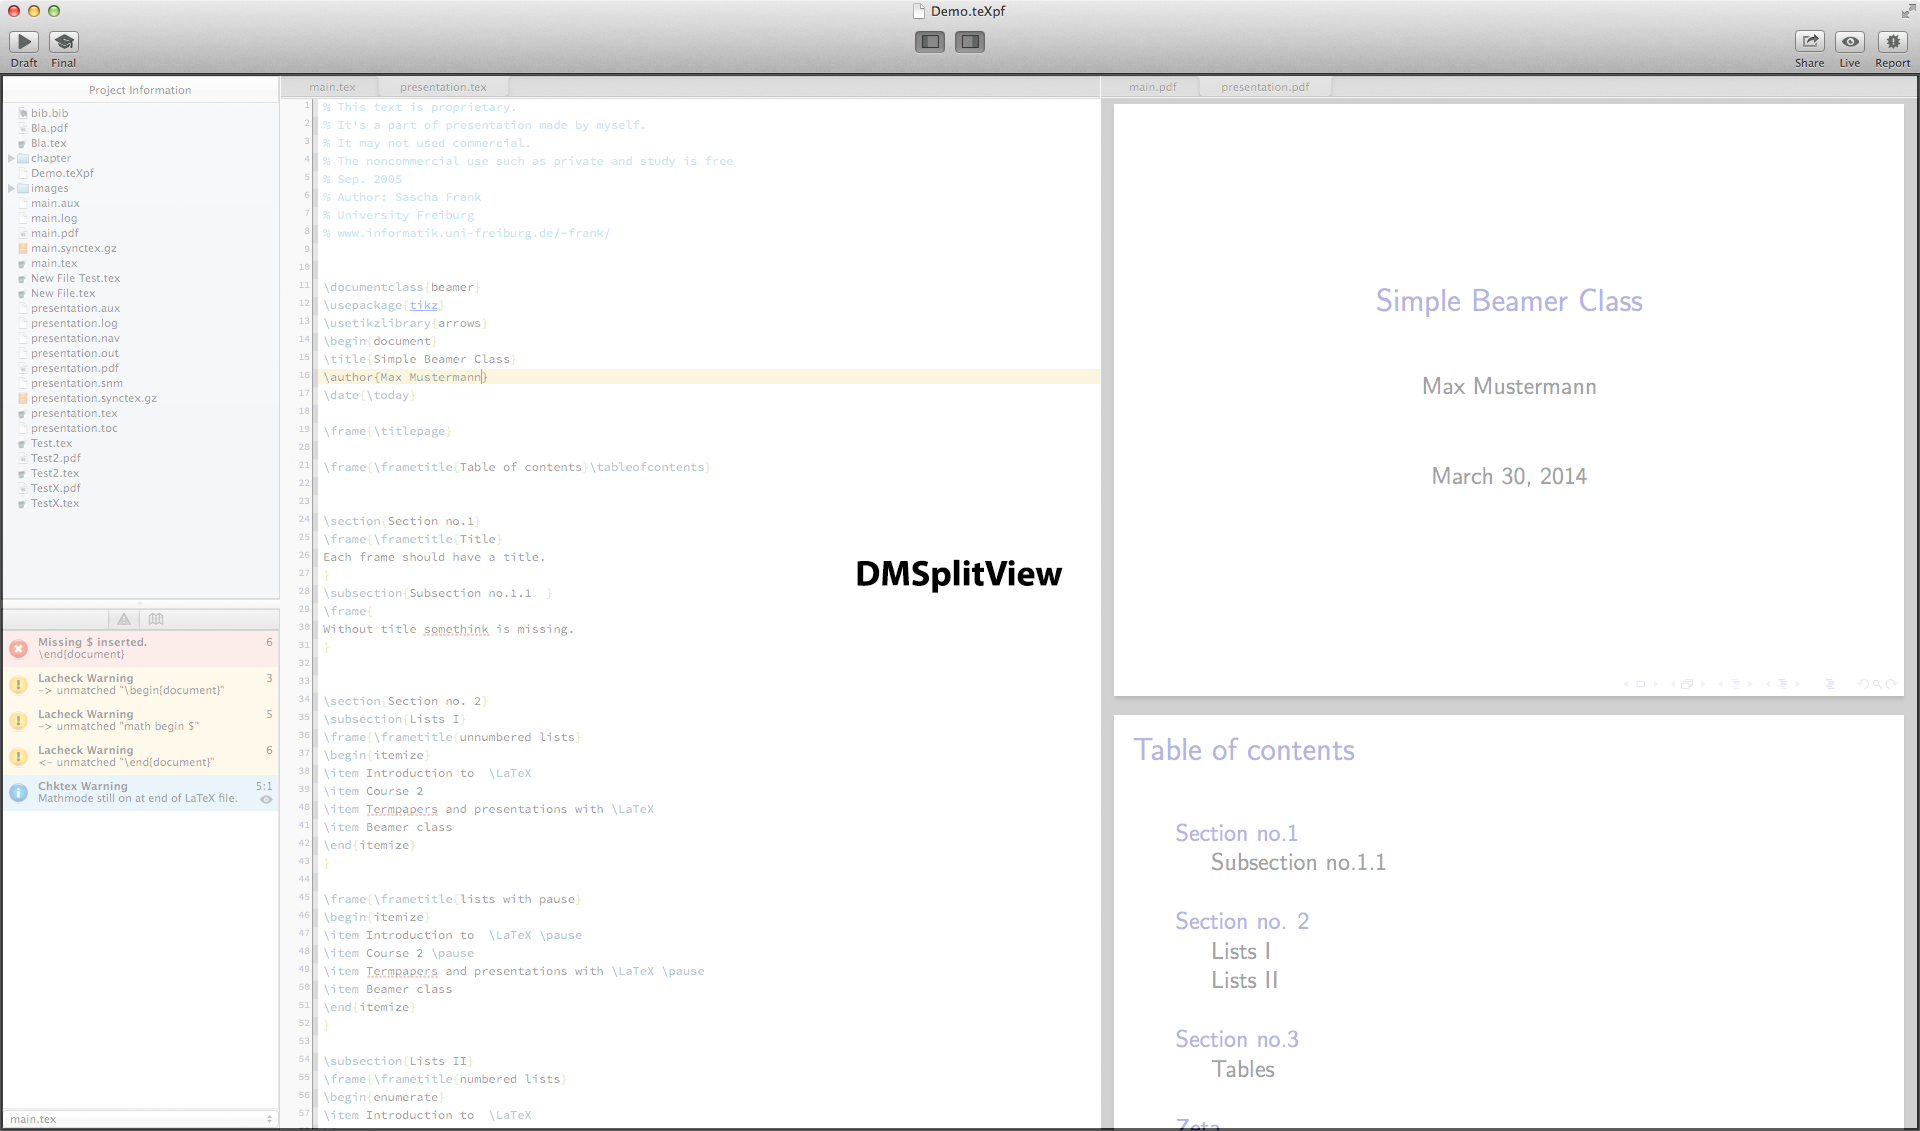 Demo.teXpf
Draft
Final
Share
Live
Report
Project Information
bib.bib
Bla.pdf
Bla.tex
chapter
Demo.teXpf
images
main.aux
main.log
main.pdf
main.synctex.gz
main.tex
New File Test.tex
New File.tex
presentation.aux
presentation.log
presentation.nav
presentation.out
presentation.pdf
presentation.snm
presentation.synctex.gz
presentation.tex
presentation.toc
Test.tex
Test2.pdf
Test2.tex
TestX.pdf
TestX.tex
Missing $ inserted. 6
\end{document}
Lacheck Warning 3
-> unmatched "\begin{document}"
Lacheck Warning 5
-> unmatched "math begin $"
Lacheck Warning 6
<- unmatched "\end{document}"
Chktex Warning 5:1
Mathmode still on at end of LaTeX file.
main.tex
main.tex presentation.tex
1 % This text is proprietary.
2 % It's a part of presentation made by myself.
3 % It may not used commercial.
4 % The noncommercial use such as private and study is free
5 % Sep. 2005
6 % Author: Sascha Frank
7 % University Freiburg
8 % www.informatik.uni-freiburg.de/~frank/
9
10
11 \documentclass{beamer}
12 \usepackage{tikz}
13 \usetikzlibrary{arrows}
14 \begin{document}
15 \title{Simple Beamer Class}
16 \author{Max Mustermann}
17 \date{\today}
18
19 \frame{\titlepage}
20
21 \frame{\frametitle{Table of contents}\tableofcontents}
22
23
24 \section{Section no.1}
25 \frame{\frametitle{Title}
26 Each frame should have a title.
27 }
28 \subsection{Subsection no.1.1  }
29 \frame{
30 Without title somethink is missing.
31 }
32
33
34 \section{Section no. 2}
35 \subsection{Lists I}
36 \frame{\frametitle{unnumbered lists}
37 \begin{itemize}
38 \item Introduction to  \LaTeX
39 \item Course 2
40 \item Termpapers and presentations with \LaTeX
41 \item Beamer class
42 \end{itemize}
43 }
44
45 \frame{\frametitle{lists with pause}
46 \begin{itemize}
47 \item Introduction to  \LaTeX \pause
48 \item Course 2 \pause
49 \item Termpapers and presentations with \LaTeX \pause
50 \item Beamer class
51 \end{itemize}
52 }
53
54 \subsection{Lists II}
55 \frame{\frametitle{numbered lists}
56 \begin{enumerate}
57 \item Introduction to  \LaTeX
DMSplitView
main.pdf presentation.pdf
Simple Beamer Class
Max Mustermann
March 30, 2014
Table of contents
Section no.1
Subsection no.1.1
Section no. 2
Lists I
Lists II
Section no.3
Tables
Zeta